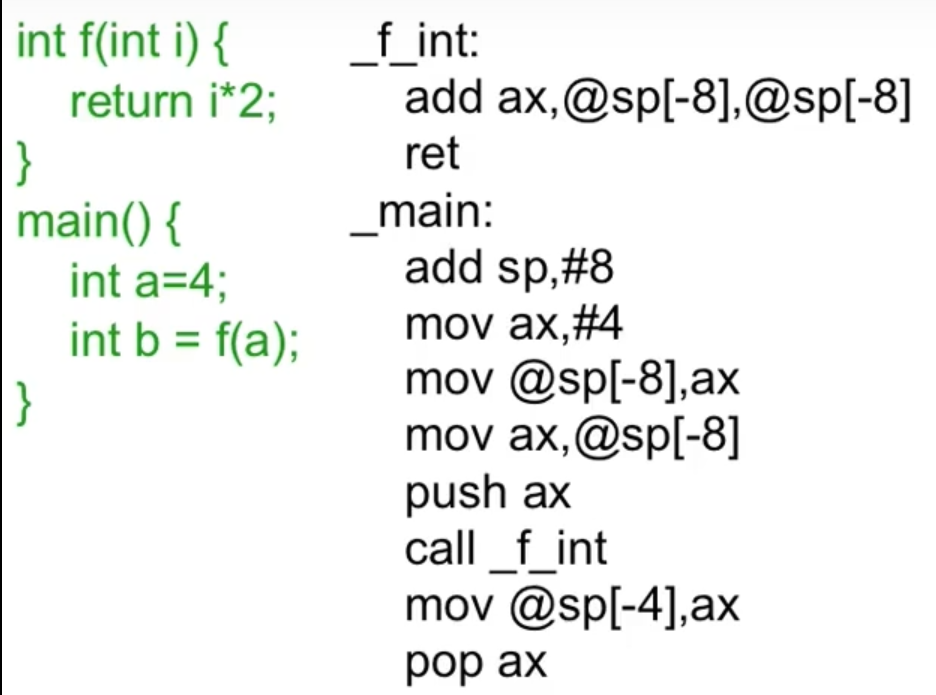 int f(int i) {
return i*2;
}
main() {
int a=4;
int b = f(a);
}
_f_int:
add ax,@sp[-8],@sp[-8]
ret
_main:
add sp,#8
mov ax,#4
mov @sp[-8],ax
mov ax,@sp[-8]
push ax
call _f_int
mov @sp[-4],ax
pop ax